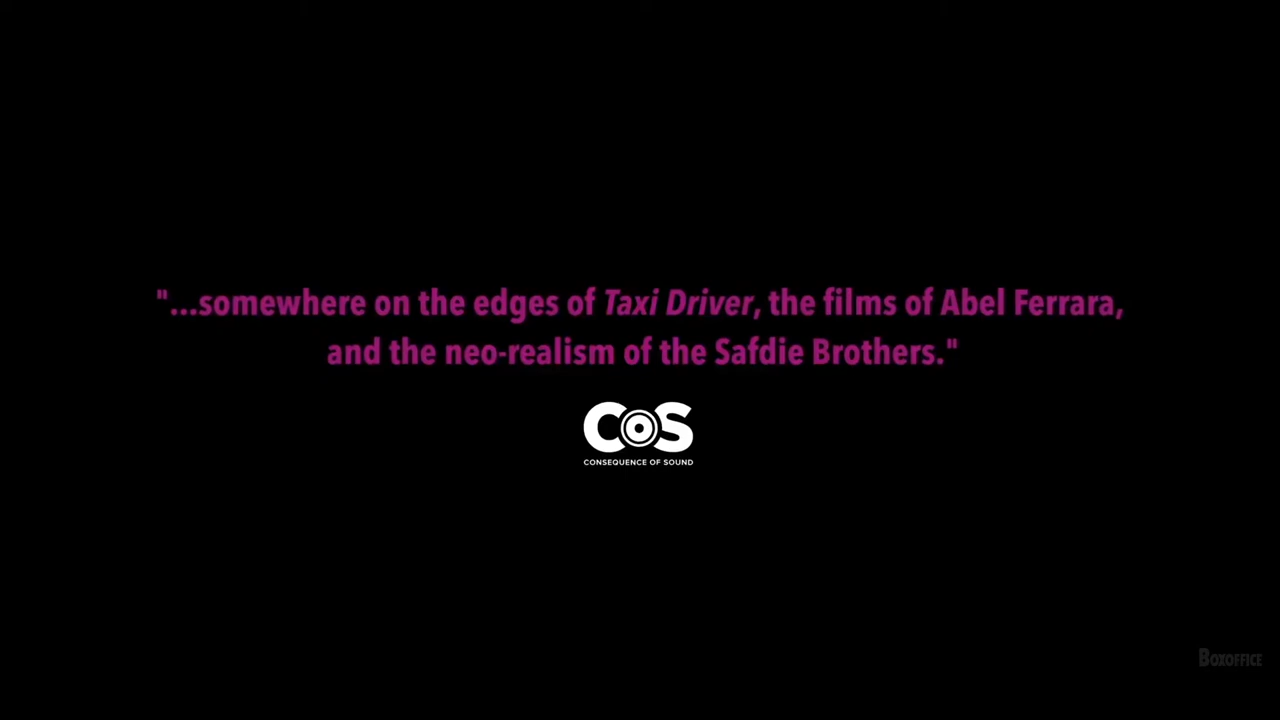 "...somewhere on the edges of Taxi Driver, the films of Abel Ferrara,
and the neo-realism of the Safdie Brothers."
COS
CONSEQUENCE OF SOUND
BOXOFFICE